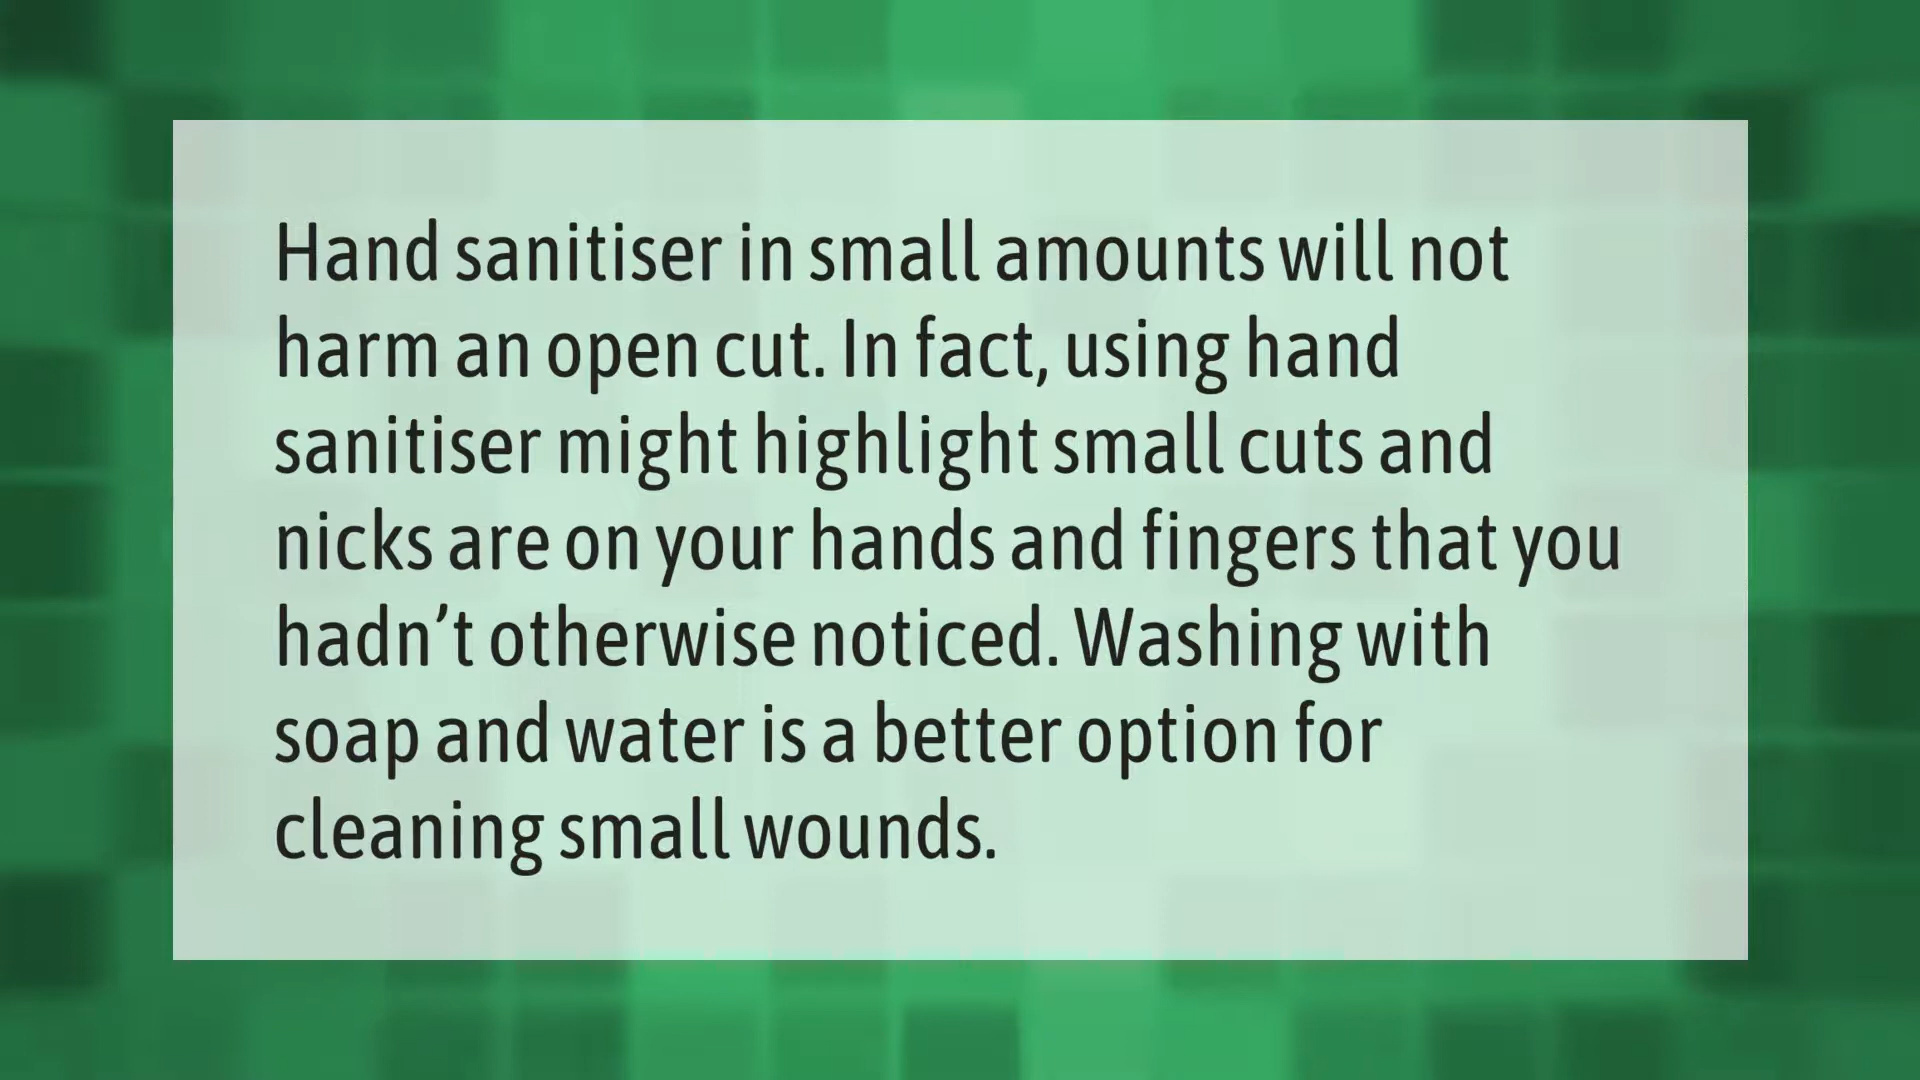 Hand sanitiser in small amounts will not
harm an open cut. In fact, using hand
sanitiser might highlight small cuts and
nicks are on your hands and fingers that you
hadn’t otherwise noticed. Washing with
soap and water is a better option for
cleaning small wounds.